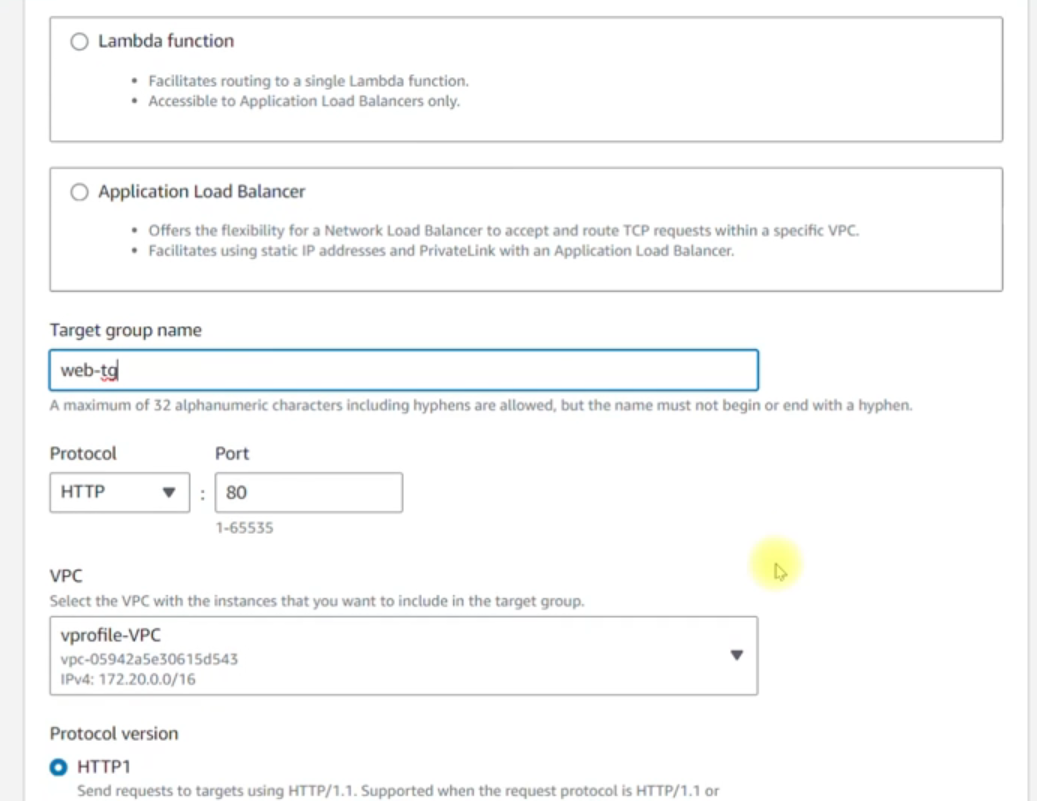 Lambda function
• Facilitates routing to a single Lambda function.
• Accessible to Application Load Balancers only.
Application Load Balancer
• Offers the flexibility for a Network Load Balancer to accept and route TCP requests within a specific VPC.
• Facilitates using static IP addresses and PrivateLink with an Application Load Balancer.
Target group name
web-tg
A maximum of 32 alphanumeric characters including hyphens are allowed, but the name must not begin or end with a hyphen.
Protocol Port
HTTP : 80
1-65535
VPC
Select the VPC with the instances that you want to include in the target group.
vprofile-VPC
vpc-05942a5e30615d543
IPv4: 172.20.0.0/16
Protocol version
HTTP1
Send requests to targets using HTTP/1.1. Supported when the request protocol is HTTP/1.1 or